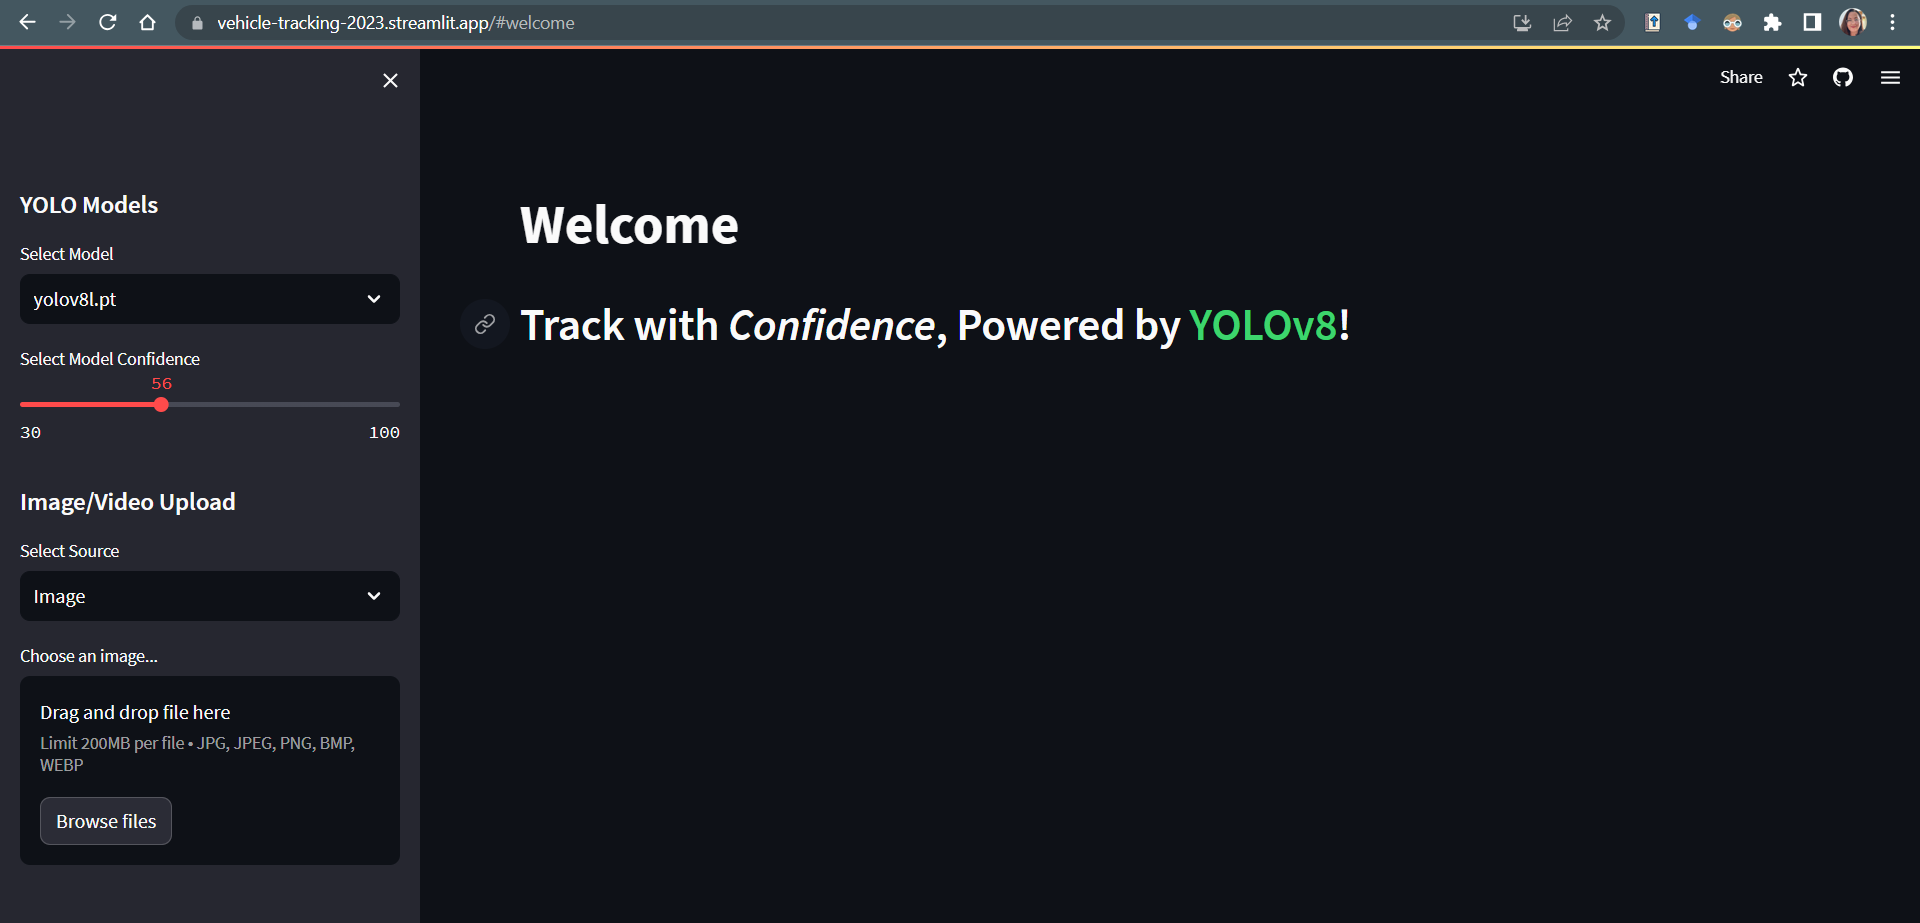 vehicle-tracking-2023.streamlit.app/#welcome
Share
YOLO Models
Select Model
yolov8l.pt
Select Model Confidence
56
30 100
Image/Video Upload
Select Source
Image
Choose an image...
Drag and drop file here
Limit 200MB per file • JPG, JPEG, PNG, BMP,
WEBP
Browse files
Welcome
Track with Confidence, Powered by YOLOv8!